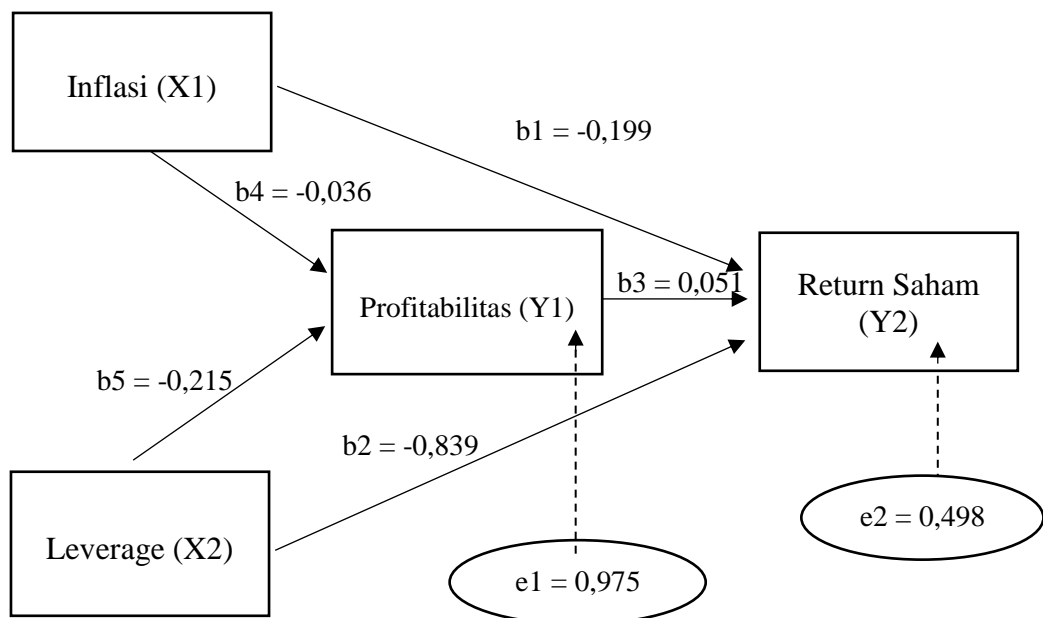 Inflasi (X1)
b1 = -0,199
b4 = -0,036
Profitabilitas (Y1)
b3 = 0,051
Return Saham
(Y2)
b5 = -0,215
b2 = -0,839
Leverage (X2)
e1 = 0,975
e2 = 0,498